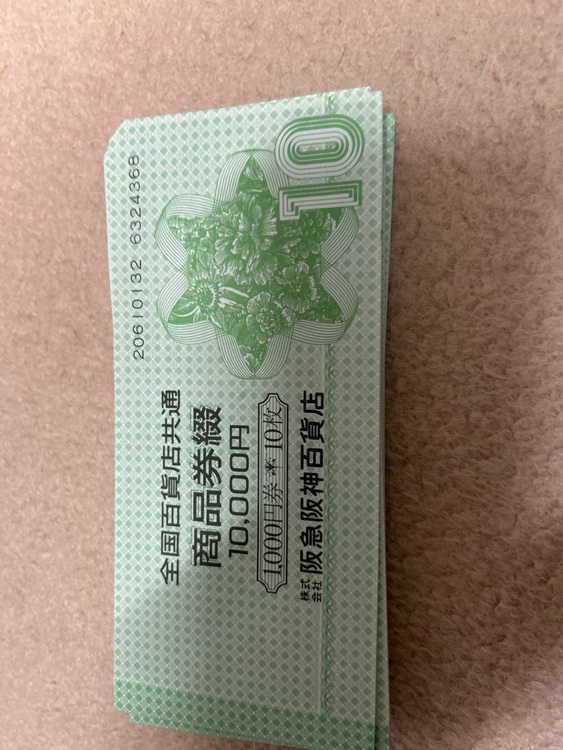 全国百貨店共通
商品券綴
10,000円
1,000円券*10枚
株式会社 阪急阪神百貨店
20610132 6324368
10